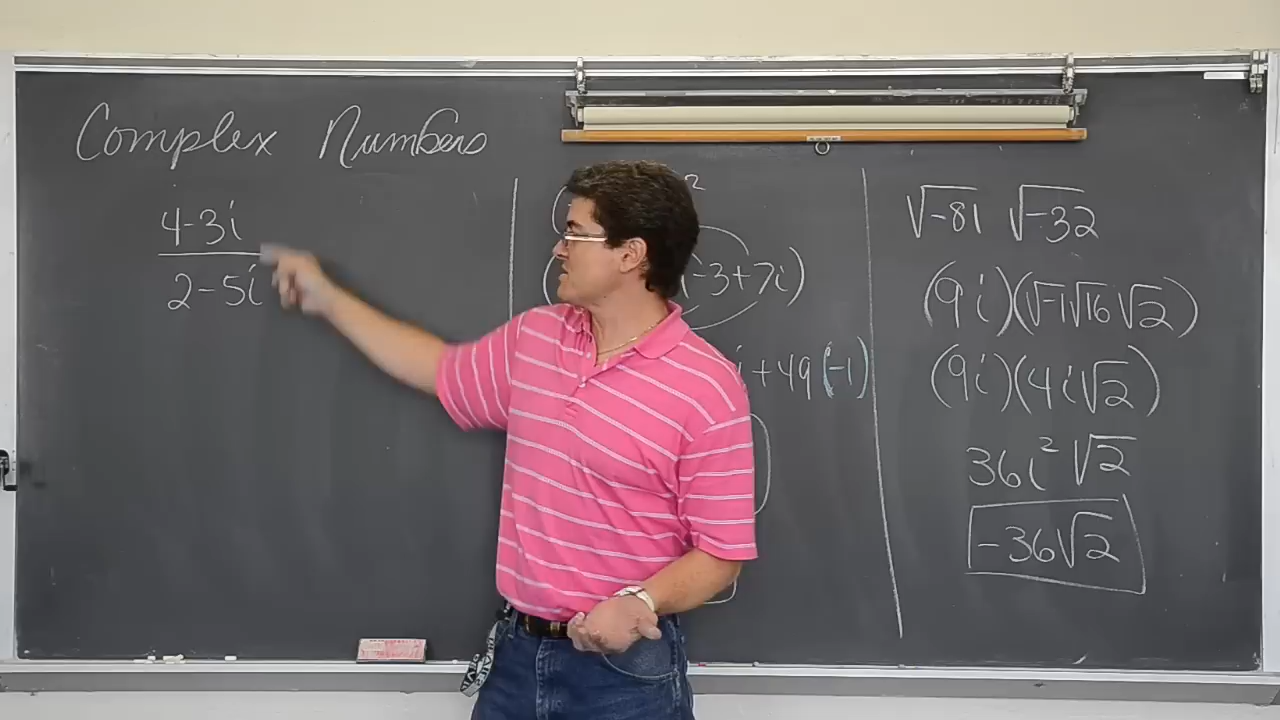 Complex Numbers
4-3i
2-5i
2
-3+7i)
i+49(-1)
√-81 √-32
(9i)(√-1√16√2)
(9i)(4i√2)
36i²√2
-36√2